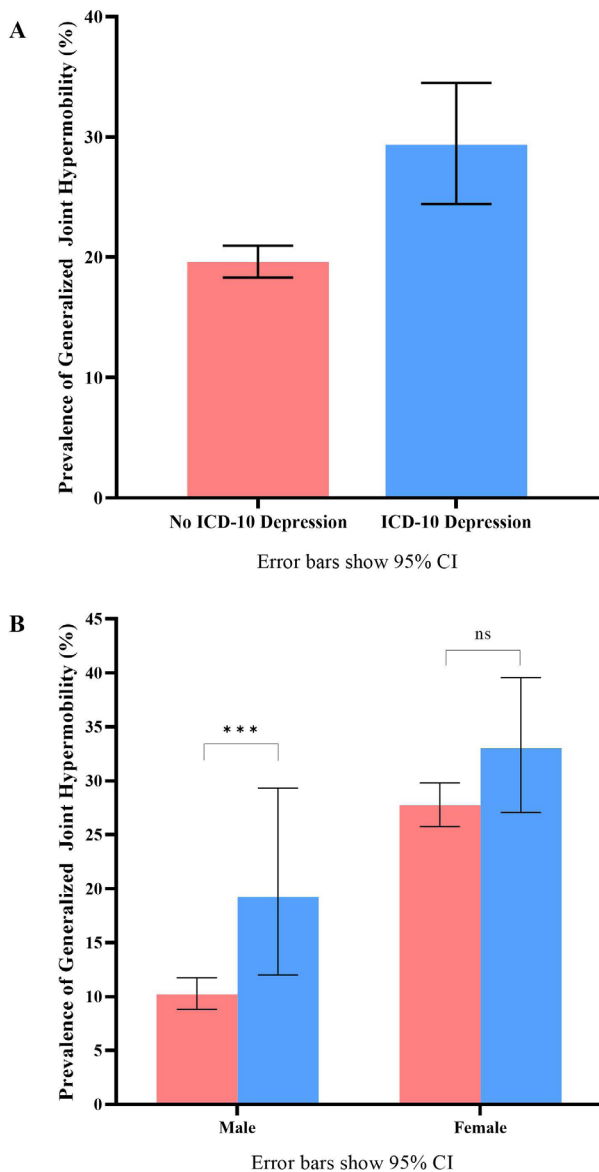 A
Prevalence of Generalized Joint Hypermobility (%)
40
30
20
10
0
No ICD-10 Depression
ICD-10 Depression
Error bars show 95% CI
B
Prevalence of Generalized Joint Hypermobility (%)
45
40
35
30
25
20
15
10
5
0
***
ns
Male
Female
Error bars show 95% CI